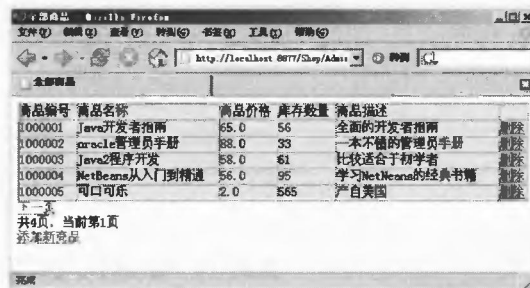 全部商品 - Mozilla Firefox
文件(F) 编辑(E) 查看(V) 转到(G) 书签(B) 工具(T) 帮助(H)
http://localhost:8877/Shop/Admin 转到
全部商品
商品编号 商品名称 商品价格 库存数量 商品描述
1000001 Java开发者指南 65.0 56 全面的开发者指南 删除
1000002 oracle管理员手册 88.0 33 一本不错的管理员手册 删除
1000003 Java2程序开发 58.0 61 比较适合于初学者 删除
1000004 NetBeans从入门到精通 56.0 95 学习NetNeans的经典书籍 删除
1000005 可口可乐 2.0 565 产自美国 删除
下一页
共4页, 当前第1页
添加新商品
完成